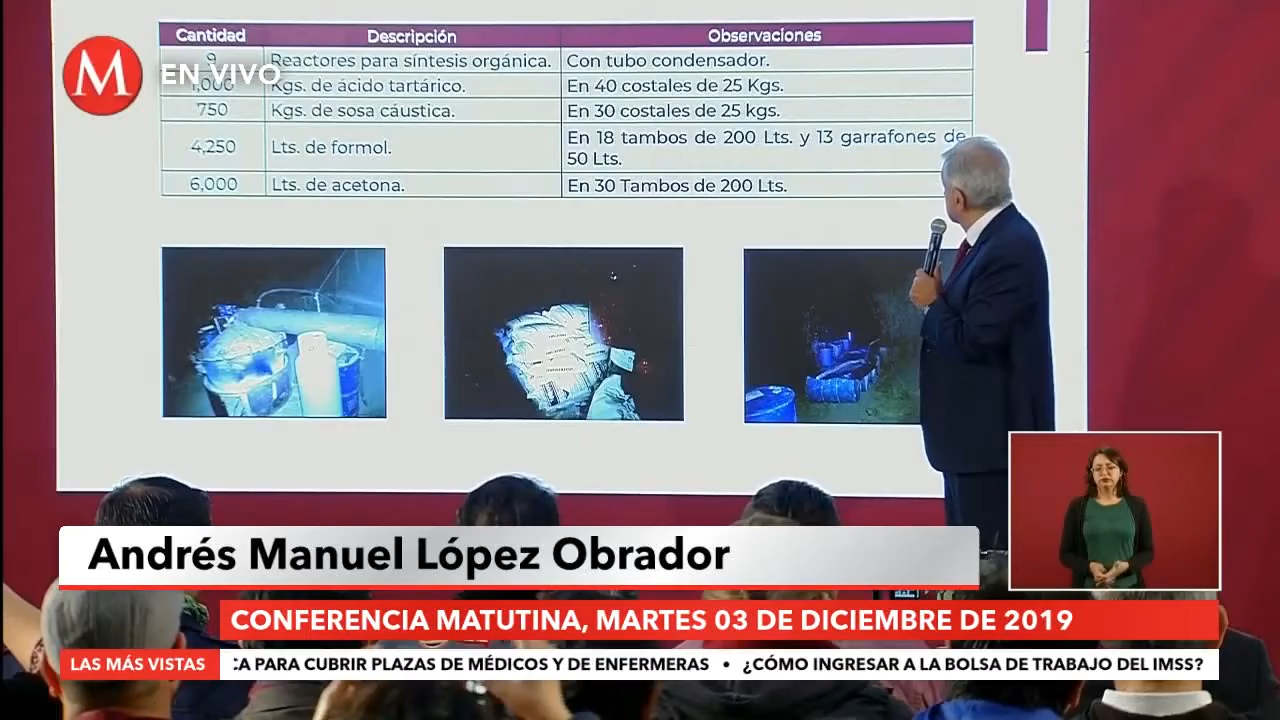 Cantidad Descripción Observaciones
9 Reactores para síntesis orgánica. Con tubo condensador.
M EN VIVO
1,000 Kgs. de ácido tartárico. En 40 costales de 25 Kgs.
750 Kgs. de sosa cáustica. En 30 costales de 25 kgs.
4,250 Lts. de formol. En 18 tambos de 200 Lts. y 13 garrafones de
50 Lts.
6,000 Lts. de acetona. En 30 Tambos de 200 Lts.
Andrés Manuel López Obrador
CONFERENCIA MATUTINA, MARTES 03 DE DICIEMBRE DE 2019
LAS MÁS VISTAS CA PARA CUBRIR PLAZAS DE MÉDICOS Y DE ENFERMERAS • ¿CÓMO INGRESAR A LA BOLSA DE TRABAJO DEL IMSS?